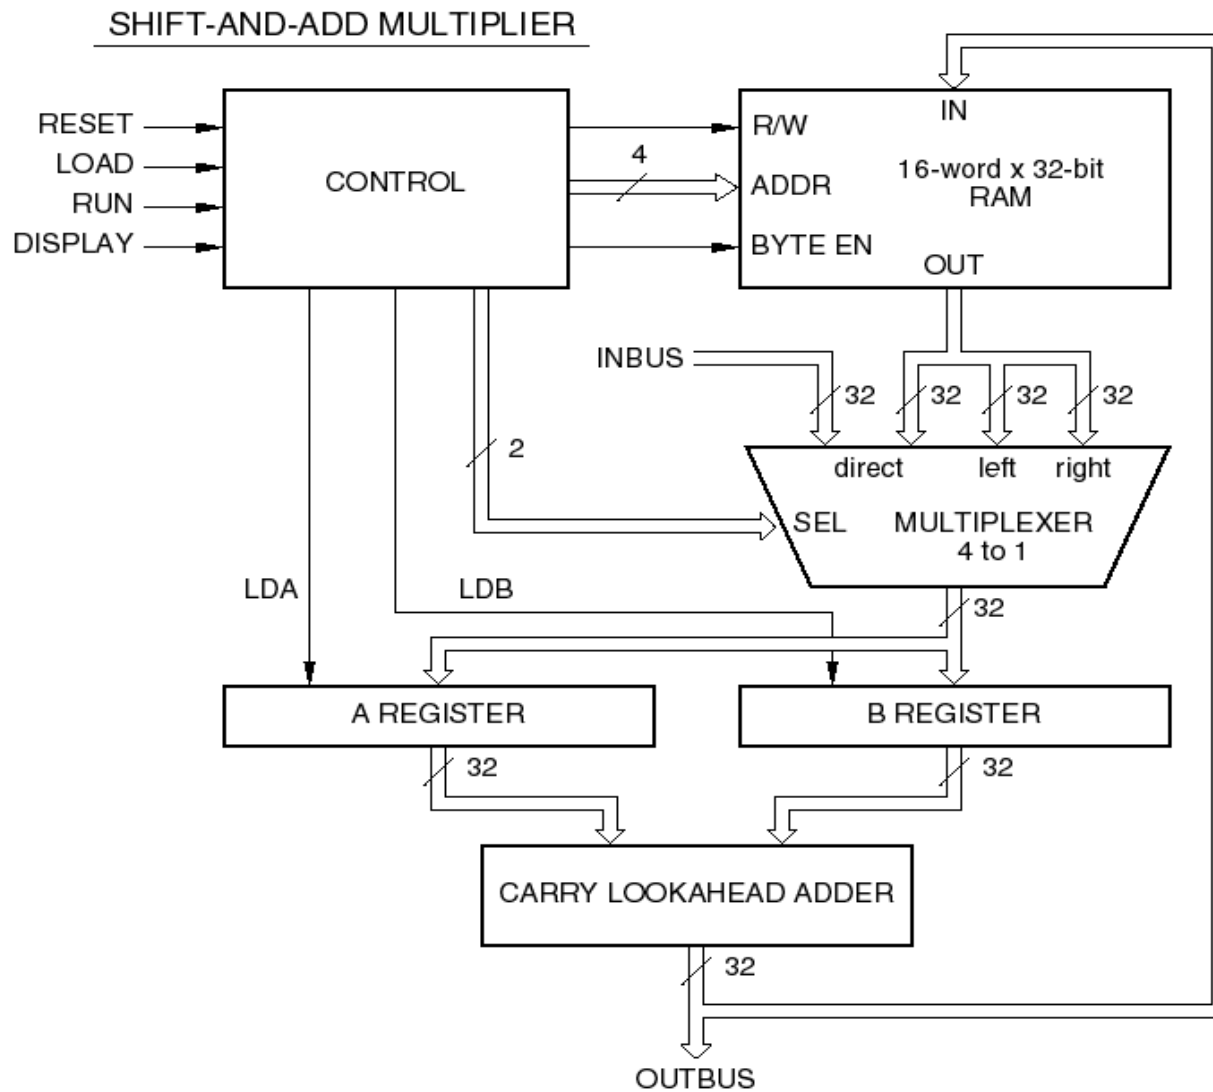 SHIFT-AND-ADD MULTIPLIER
RESET
LOAD
RUN
DISPLAY
CONTROL
4
R/W
ADDR
BYTE EN
IN
16-word x 32-bit
RAM
OUT
INBUS
32
32
32
32
2
direct
left
right
SEL
MULTIPLEXER
4 to 1
LDA
LDB
32
A REGISTER
B REGISTER
32
32
CARRY LOOKAHEAD ADDER
32
OUTBUS